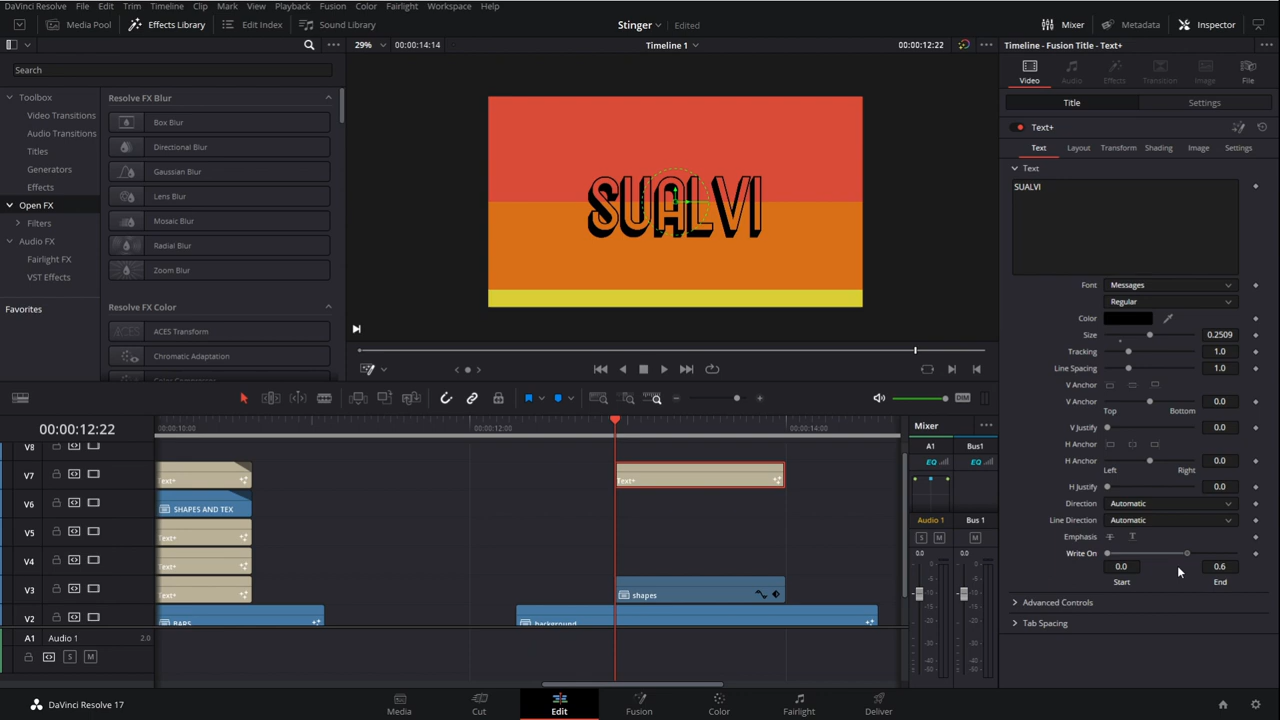 DaVinci Resolve File Edit Trim Timeline Clip Mark View Playback Fusion Color Fairlight Workspace Help
Media Pool Effects Library Edit Index Sound Library Stinger Edited Mixer Metadata Inspector
29% 00:00:14:14 Timeline 1 00:00:12:22 Timeline - Fusion Title - Text+
Search
Toolbox
Video Transitions
Audio Transitions
Titles
Generators
Effects
Open FX
Filters
Audio FX
Fairlight FX
VST Effects
Favorites
Resolve FX Blur
Box Blur
Directional Blur
Gaussian Blur
Lens Blur
Mosaic Blur
Radial Blur
Zoom Blur
Resolve FX Color
ACES Transform
Chromatic Adaptation
SUALVI
Video Audio Effects Transition Image File
Title Settings
Text+
Text Layout Transform Shading Image Settings
Text
SUALVI
Font Messages
Regular
Color
Size 0.2509
Tracking 1.0
Line Spacing 1.0
V Anchor
V Anchor 0.0
Top Bottom
V Justify 0.0
H Anchor
H Anchor 0.0
Left Right
H Justify 0.0
Direction Automatic
Line Direction Automatic
Emphasis T T
Write On
0.0 0.6
Start End
Advanced Controls
Tab Spacing
DIM
00:00:12:22
00:00:10:00 00:00:12:00 00:00:14:00
V8
V7 Text+ Text+
V6 SHAPES AND TEX
V5 Text+
V4 Text+
V3 Text+ shapes
V2 BARS background
A1 Audio 1 2.0
S M
Mixer
A1 Bus1
EQ EQ
Audio 1 Bus 1
S M M
0.0 0.0
DaVinci Resolve 17
Media Cut Edit Fusion Color Fairlight Deliver